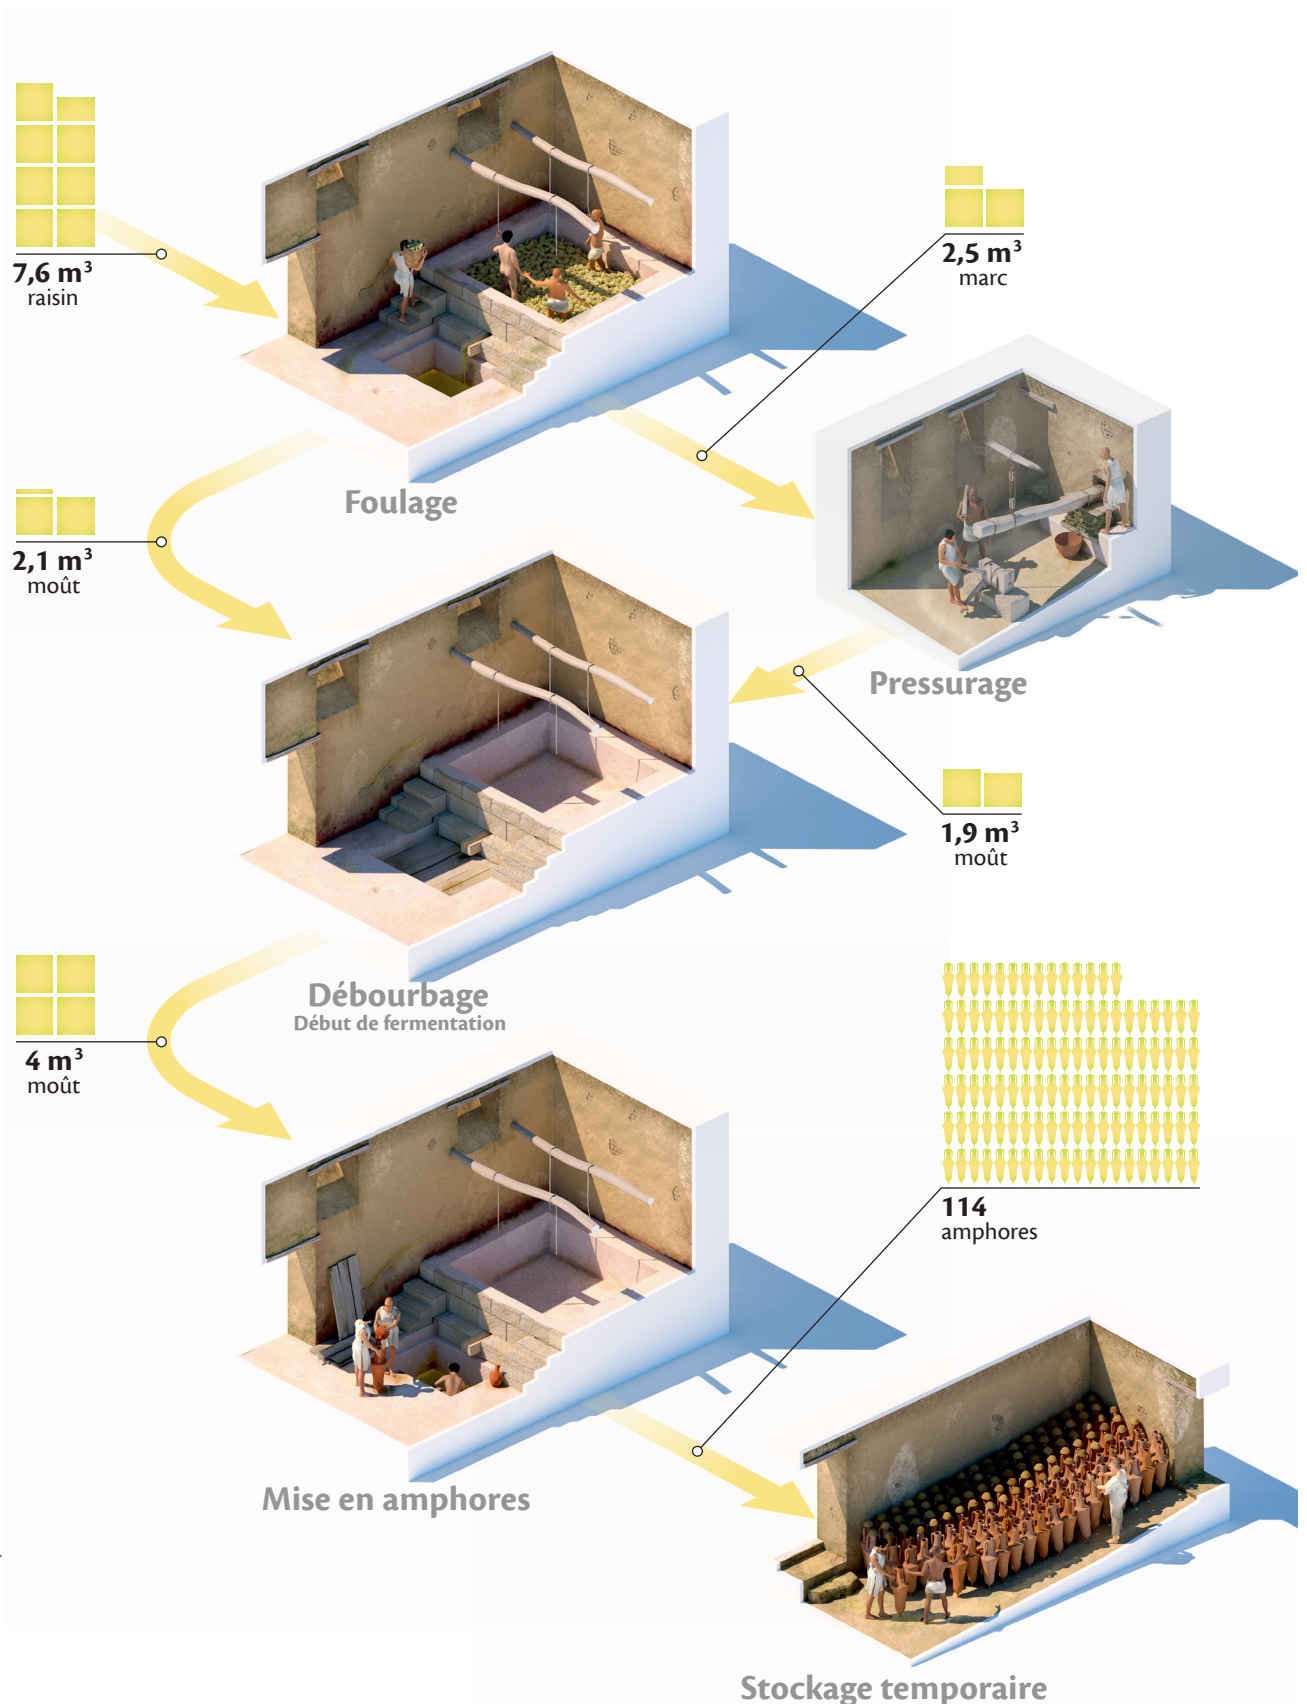 7,6 m³
raisin
2,5 m³
marc
Foulage
2,1 m³
moût
Pressurage
1,9 m³
moût
Débourbage
Début de fermentation
4 m³
moût
114
amphores
Mise en amphores
Stockage temporaire